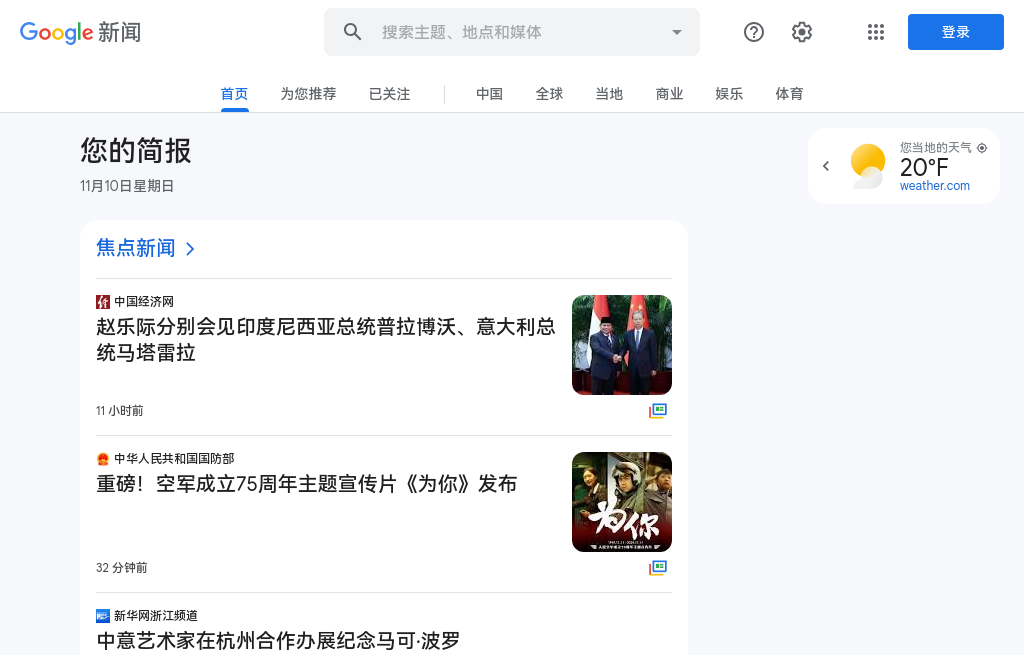 Google 新闻
搜索主题、地点和媒体
登录
首页
为您推荐
已关注
中国
全球
当地
商业
娱乐
体育
您的简报
11月10日星期日
您当地的天气
20°F
weather.com
焦点新闻
中国经济网
赵乐际分别会见印度尼西亚总统普拉博沃、意大利总
统马塔雷拉
11 小时前
中华人民共和国国防部
重磅！空军成立75周年主题宣传片《为你》发布
为你
32 分钟前
新华网浙江频道
中意艺术家在杭州合作办展纪念马可·波罗